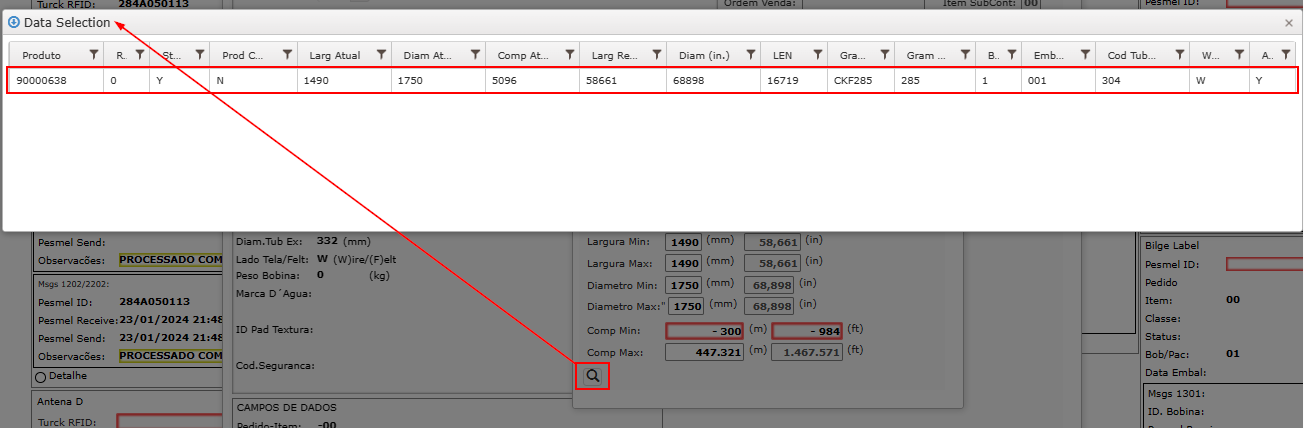 Turck RFID: 284A050113
Ordem Venda:
Item SubCont: 00
Pesmel ID:
Data Selection
Produto R.. St... Prod C... Larg Atual Diam At... Comp At... Larg Re... Diam (in.) LEN Gra... Gram ... B.. Emb... Cod Tub... W... A..
90000638 0 Y N 1490 1750 5096 58661 68898 16719 CKF285 285 1 001 304 W Y
Pesmel Send:
Observacões: PROCESSADO COM
Msgs 1202/2202:
Pesmel ID: 284A050113
Pesmel Receive: 23/01/2024 21:48
Pesmel Send: 23/01/2024 21:48
Observacões: PROCESSADO COM
Detalhe
Antena D
Turck RFID:
Diam.Tub Ex: 332 (mm)
Lado Tela/Felt: W (W)ire/(F)elt
Peso Bobina: 0 (kg)
Marca D´Agua:
ID Pad Textura:
Cod.Seguranca:
CAMPOS DE DADOS
Pedido-Item: -00
Largura Min: 1490 (mm) 58,661 (in)
Largura Max: 1490 (mm) 58,661 (in)
Diametro Min: 1750 (mm) 68,898 (in)
Diametro Max:" 1750 (mm) 68,898 (in)
Comp Min: - 300 (m) - 984 (ft)
Comp Max: 447.321 (m) 1.467.571 (ft)
Bilge Label
Pesmel ID:
Pedido
Item: 00
Classe:
Status:
Bob/Pac: 01
Data Embal:
Msgs 1301:
ID. Bobina: